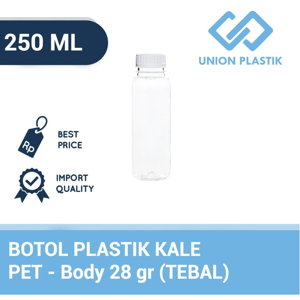 250 ML
UNION PLASTIK
Rp
BEST
PRICE
IMPORT
QUALITY
BOTOL PLASTIK KALE
PET - Body 28 gr (TEBAL)